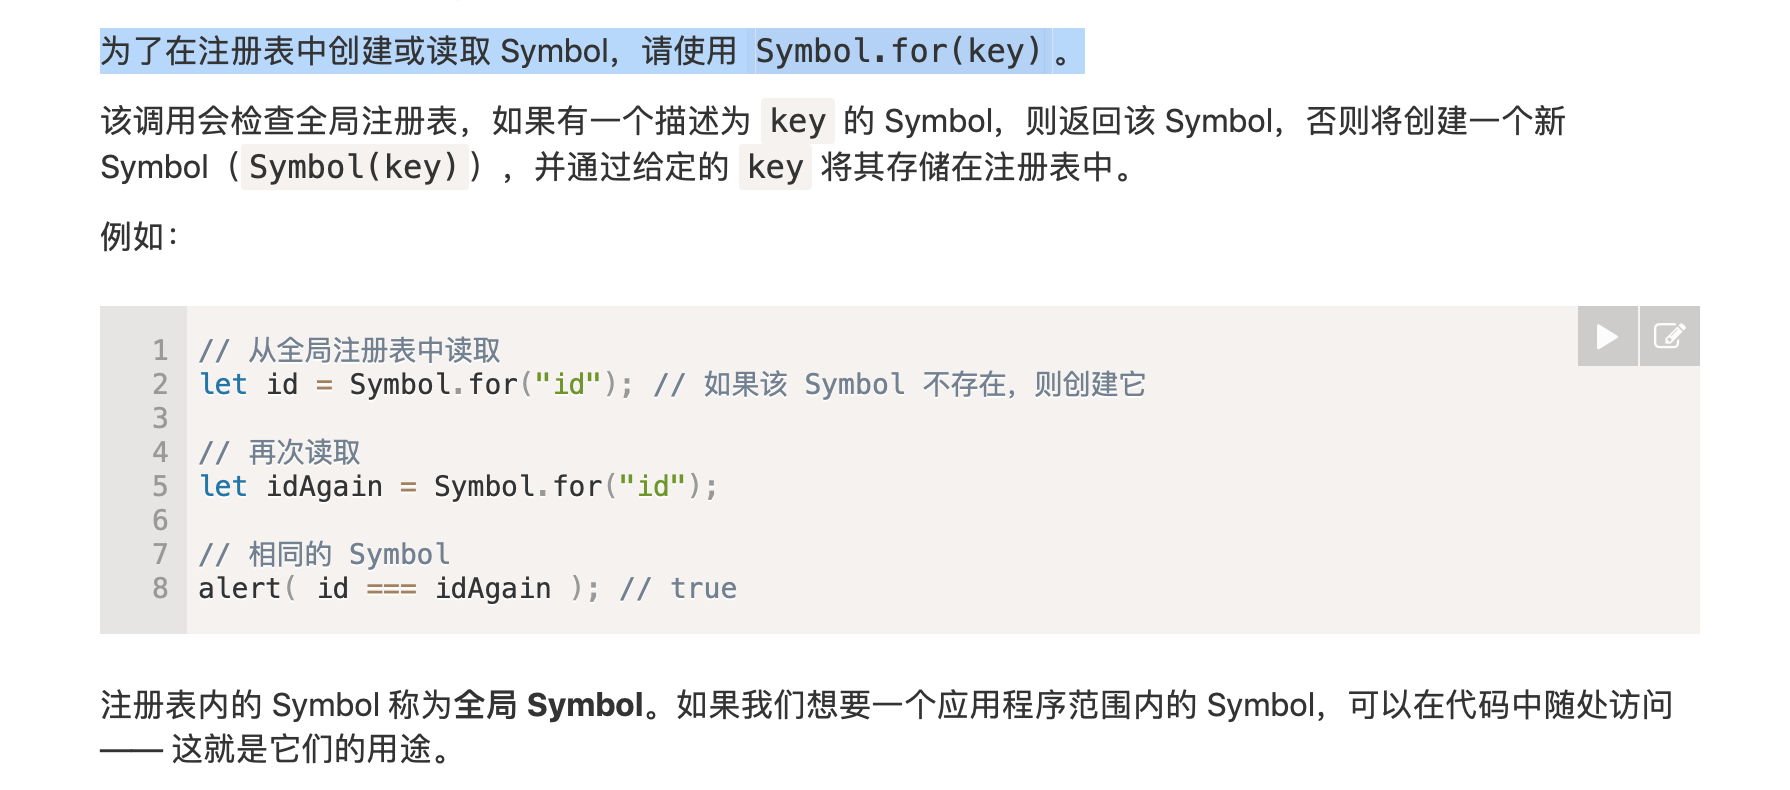 为了在注册表中创建或读取 Symbol，请使用 Symbol.for(key)。
该调用会检查全局注册表，如果有一个描述为 key 的 Symbol，则返回该 Symbol，否则将创建一个新
Symbol（Symbol(key)），并通过给定的 key 将其存储在注册表中。
例如：
1 // 从全局注册表中读取
2 let id = Symbol.for("id"); // 如果该 Symbol 不存在，则创建它
3
4 // 再次读取
5 let idAgain = Symbol.for("id");
6
7 // 相同的 Symbol
8 alert( id === idAgain ); // true
注册表内的 Symbol 称为全局 Symbol。如果我们想要一个应用程序范围内的 Symbol，可以在代码中随处访问
—— 这就是它们的用途。